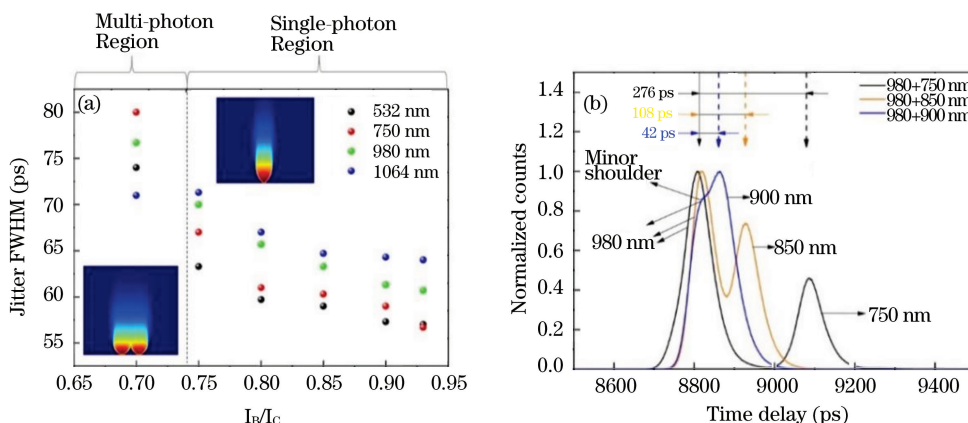 Multi-photon
Region
Single-photon
Region
(a)
532 nm
750 nm
980 nm
1064 nm
Jitter FWHM (ps)
80
75
70
65
60
55
0.65 0.70 0.75 0.80 0.85 0.90 0.95
I_B/I_C
(b)
276 ps
108 ps
42 ps
980+750 nm
980+850 nm
980+900 nm
Minor
shoulder
900 nm
980 nm
850 nm
750 nm
Normalized counts
1.4
1.2
1.0
0.8
0.6
0.4
0.2
0.0
8600 8800 9000 9200 9400
Time delay (ps)